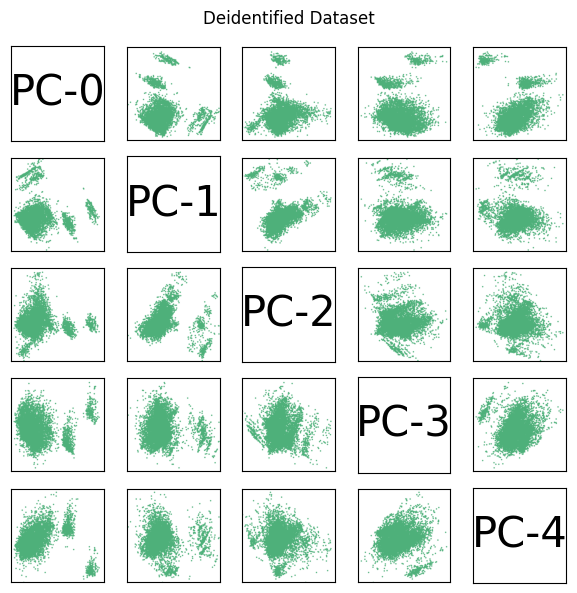 Deidentified Dataset
PC-0
PC-1
PC-2
PC-3
PC-4